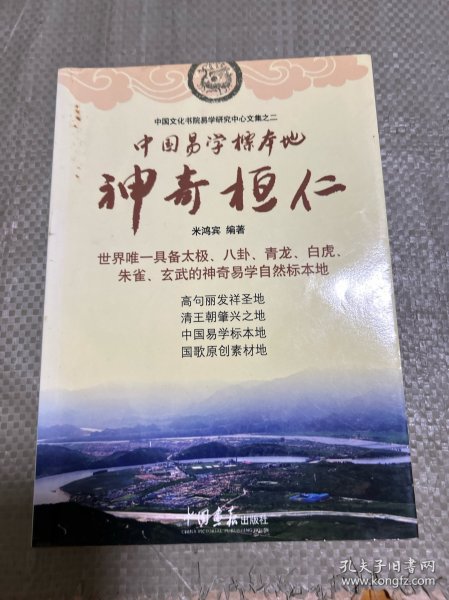 中国文化书院易学研究中心文集之二
中国易学标本地
神奇桓仁
米鸿宾 编著
世界唯一具备太极、八卦、青龙、白虎、
朱雀、玄武的神奇易学自然标本地
高句丽发祥圣地
清王朝肇兴之地
中国易学标本地
国歌原创素材地
中国画报出版社
CHINA PICTORIAL PUBLISHING HOUSE
孔夫子旧书网
www.kongfz.com